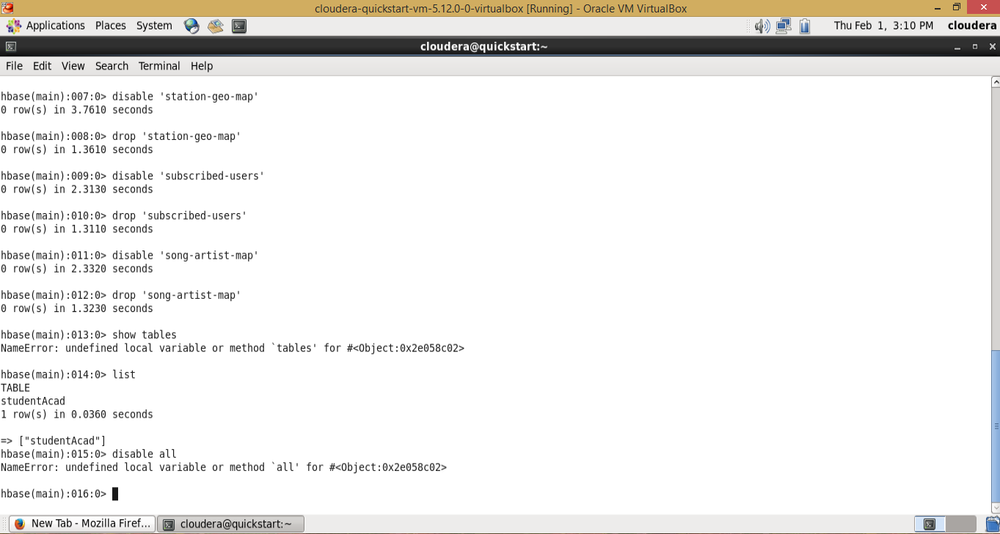 cloudera-quickstart-vm-5.12.0-0-virtualbox [Running] - Oracle VM VirtualBox
Applications Places System Thu Feb 1, 3:10 PM cloudera
cloudera@quickstart:~
File Edit View Search Terminal Help
hbase(main):007:0> disable 'station-geo-map'
0 row(s) in 3.7610 seconds
hbase(main):008:0> drop 'station-geo-map'
0 row(s) in 1.3610 seconds
hbase(main):009:0> disable 'subscribed-users'
0 row(s) in 2.3130 seconds
hbase(main):010:0> drop 'subscribed-users'
0 row(s) in 1.3110 seconds
hbase(main):011:0> disable 'song-artist-map'
0 row(s) in 2.3320 seconds
hbase(main):012:0> drop 'song-artist-map'
0 row(s) in 1.3230 seconds
hbase(main):013:0> show tables
NameError: undefined local variable or method `tables' for #<Object:0x2e058c02>
hbase(main):014:0> list
TABLE
studentAcad
1 row(s) in 0.0360 seconds
=> ["studentAcad"]
hbase(main):015:0> disable all
NameError: undefined local variable or method `all' for #<Object:0x2e058c02>
hbase(main):016:0>
New Tab - Mozilla Firef... cloudera@quickstart:~